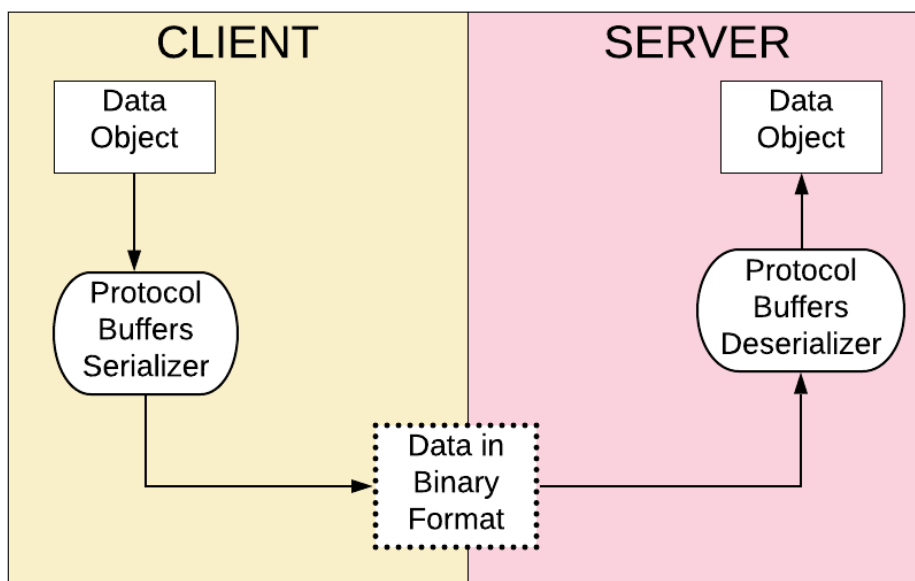 CLIENT
SERVER
Data
Object
Data
Object
Protocol
Buffers
Serializer
Protocol
Buffers
Deserializer
Data in
Binary
Format